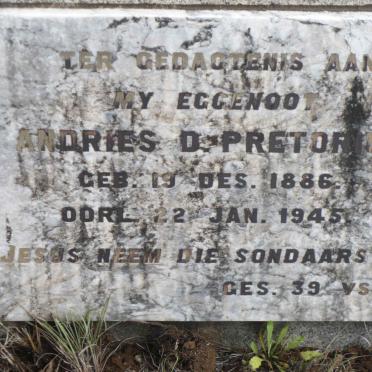 TER GEDAGTENIS AAN
MY EGGENOOT
ANDRIES D. PRETORI
GEB. 19 DES. 1886.
OORL. 22 JAN. 1945.
JESUS NEEM DIE SONDAARS
GES. 39 VS